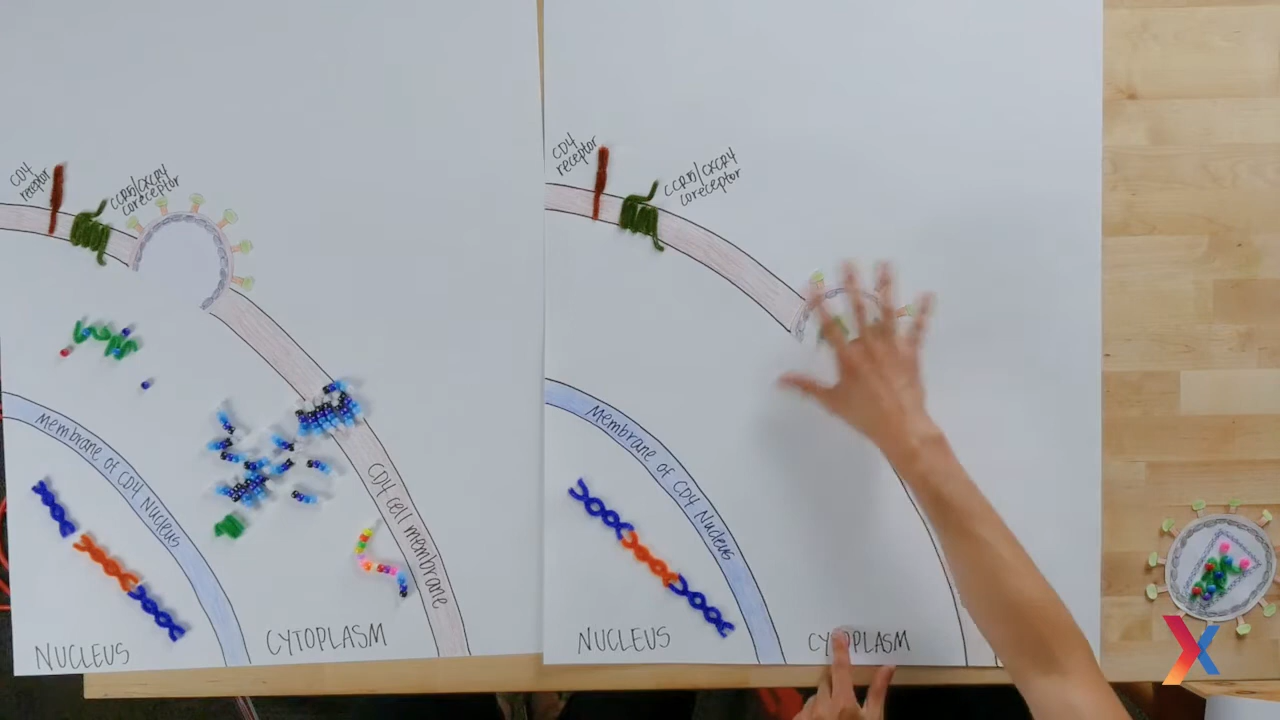 CD4
receptor
CCR5/CXCR4
coreceptor
Membrane of CD4 Nucleus
CD4 cell membrane
NUCLEUS
CYTOPLASM
CD4
receptor
CCR5/CXCR4
coreceptor
Membrane of CD4 Nucleus
NUCLEUS
CYTOPLASM